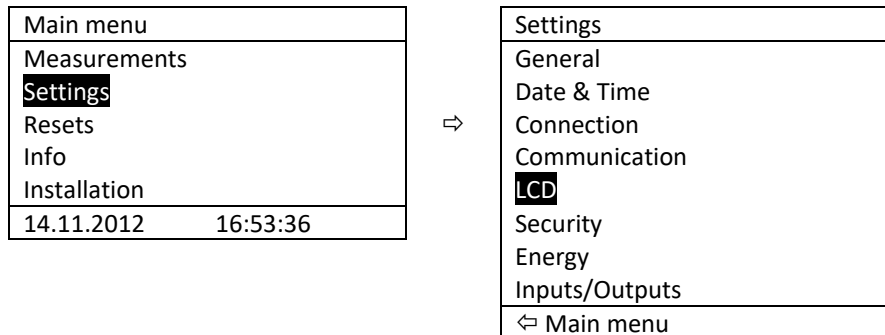 Main menu
Measurements
Settings
Resets
Info
Installation
14.11.2012 16:53:36
⇨
Settings
General
Date & Time
Connection
Communication
LCD
Security
Energy
Inputs/Outputs
⇦ Main menu